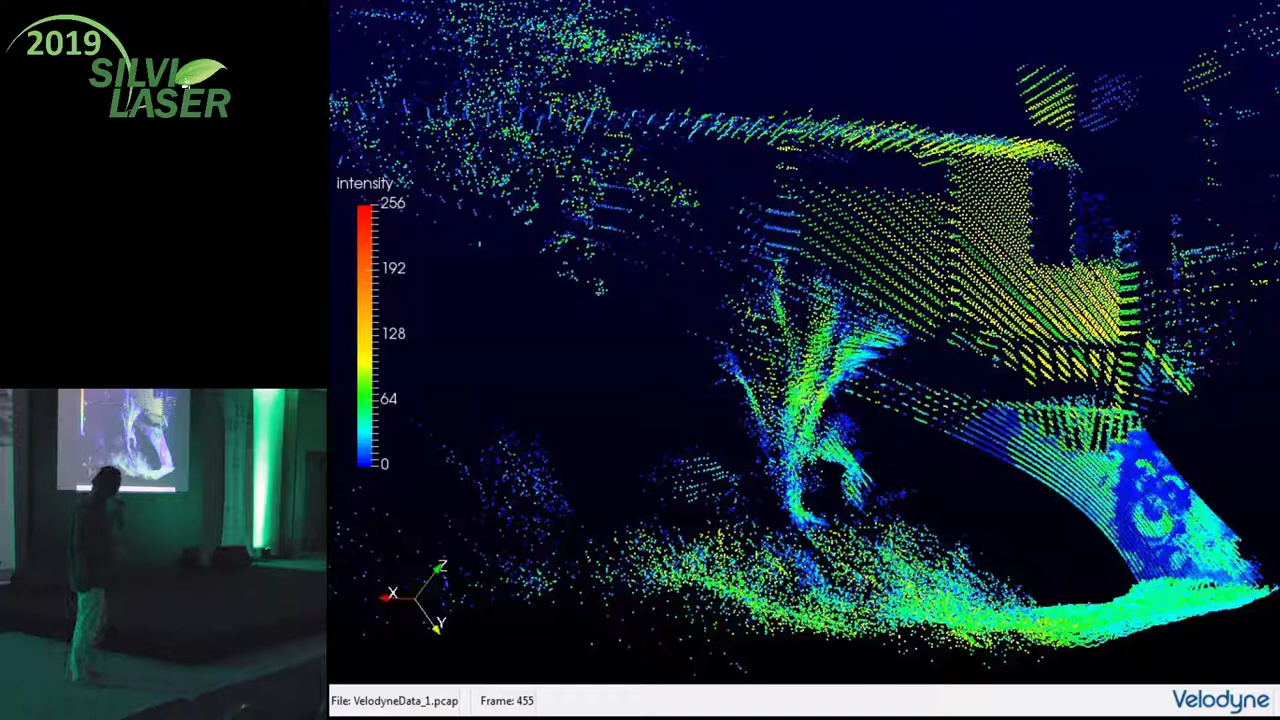 2019
SILVI
LASER
intensity
256
192
128
64
0
Z
X
Y
File: VelodyneData_1.pcap
Frame: 455
Velodyne